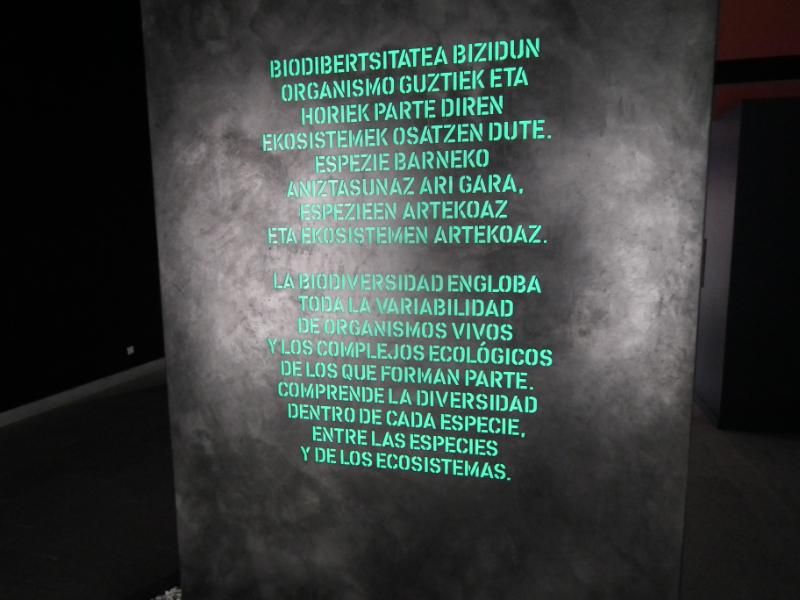 BIODIBERTSITATEA BIZIDUN
ORGANISMO GUZTIEK ETA
HORIEK PARTE DIREN
EKOSISTEMEK OSATZEN DUTE.
ESPEZIE BARNEKO
ANIZTASUNAZ ARI GARA,
ESPEZIEEN ARTEKOAZ
ETA EKOSISTEMEN ARTEKOAZ.
LA BIODIVERSIDAD ENGLOBA
TODA LA VARIABILIDAD
DE ORGANISMOS VIVOS
Y LOS COMPLEJOS ECOLÓGICOS
DE LOS QUE FORMAN PARTE.
COMPRENDE LA DIVERSIDAD
DENTRO DE CADA ESPECIE,
ENTRE LAS ESPECIES
Y DE LOS ECOSISTEMAS.